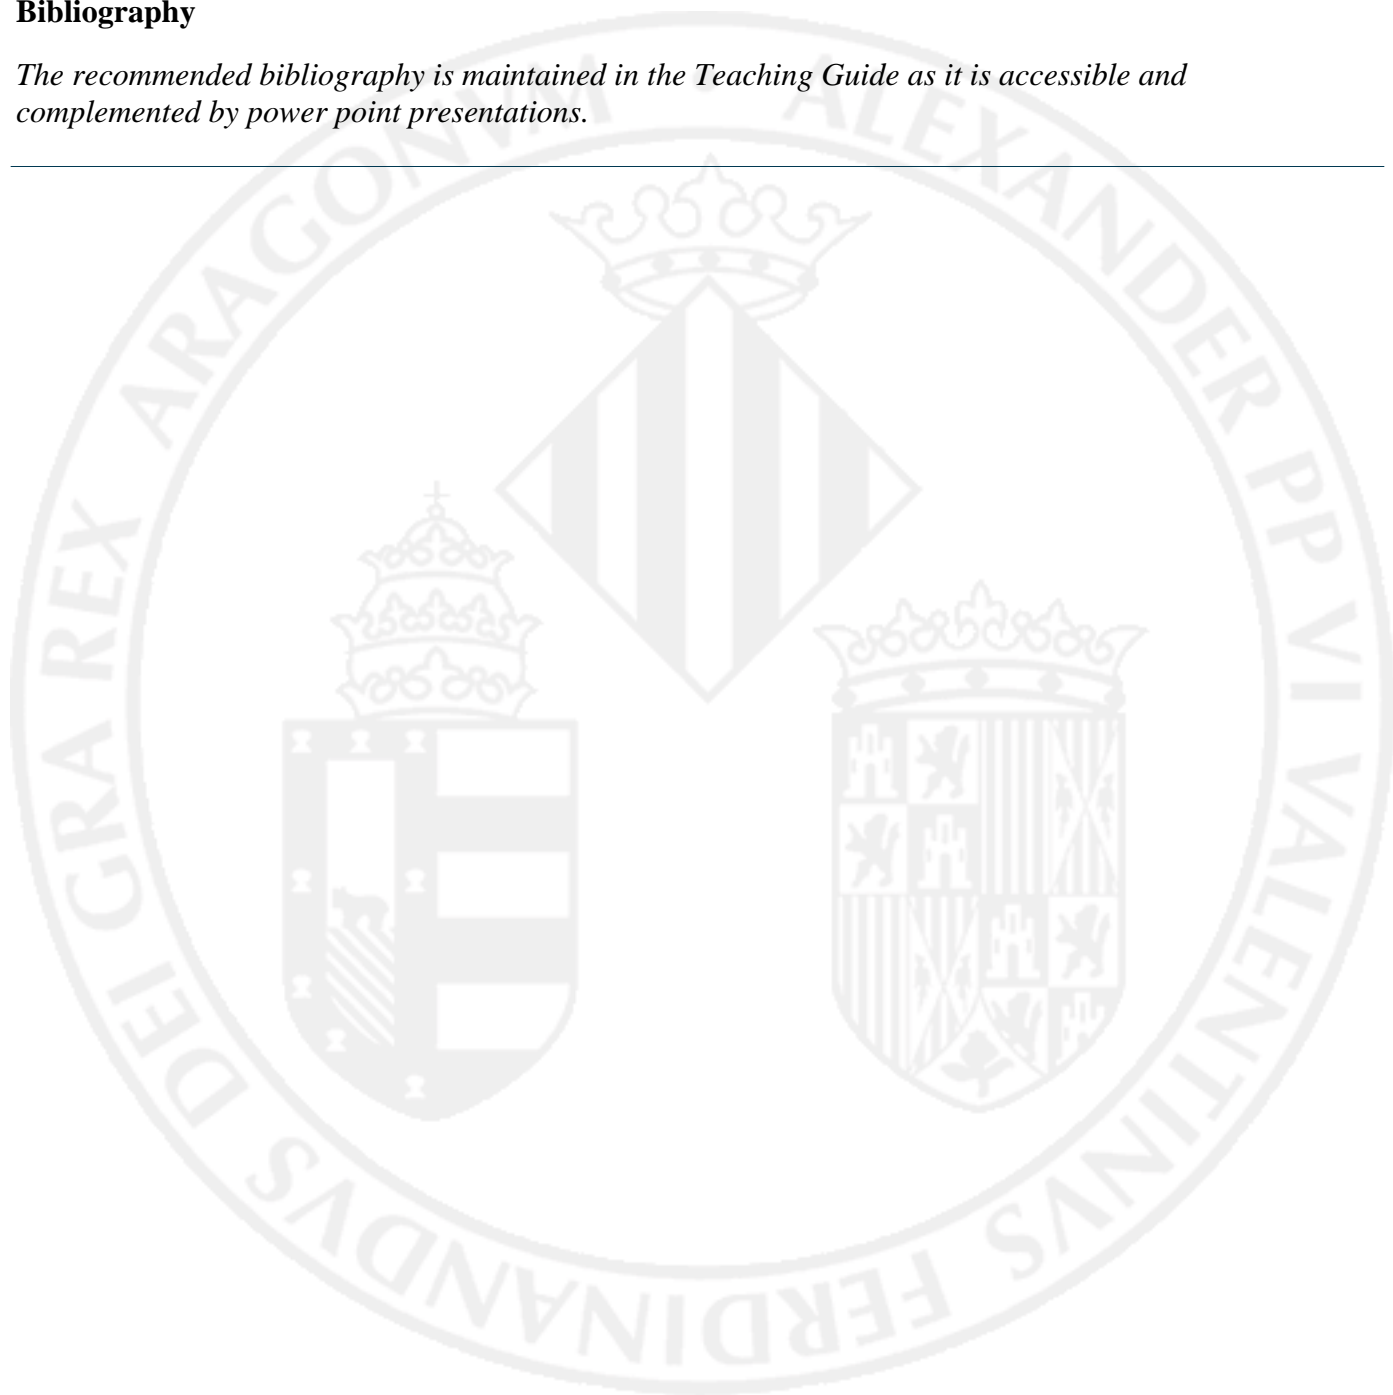 Bibliography
The recommended bibliography is maintained in the Teaching Guide as it is accessible and
complemented by power point presentations.
ALEXANDER PP VI VALENTINVS FERDINANDVS DEI GRA REX ARAGONVM